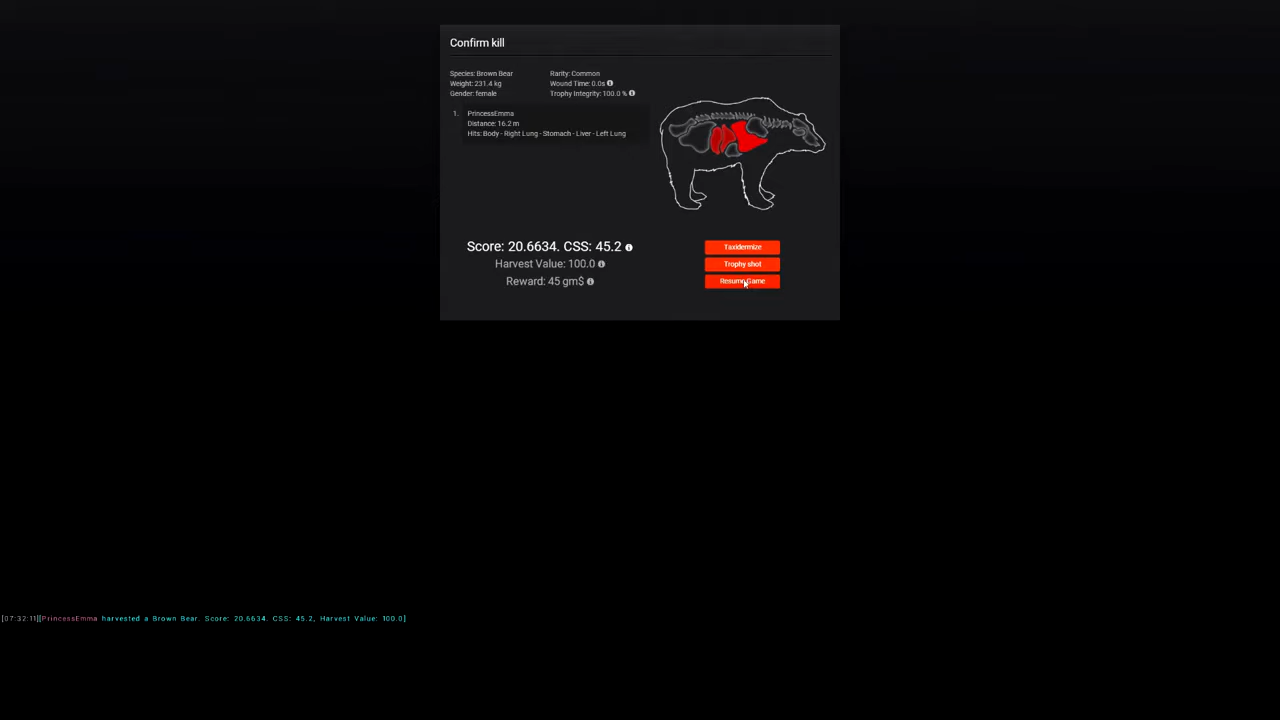 Confirm kill
Species: Brown Bear
Rarity: Common
Weight: 231.4 kg
Wound Time: 0.0s
Gender: female
Trophy Integrity: 100.0 %
1. PrincessEmma
Distance: 16.2 m
Hits: Body - Right Lung - Stomach - Liver - Left Lung
Score: 20.6634. CSS: 45.2
Harvest Value: 100.0
Reward: 45 gm$
Taxidermize
Trophy shot
Resume Game
[07:32:11][PrincessEmma harvested a Brown Bear. Score: 20.6634. CSS: 45.2, Harvest Value: 100.0]